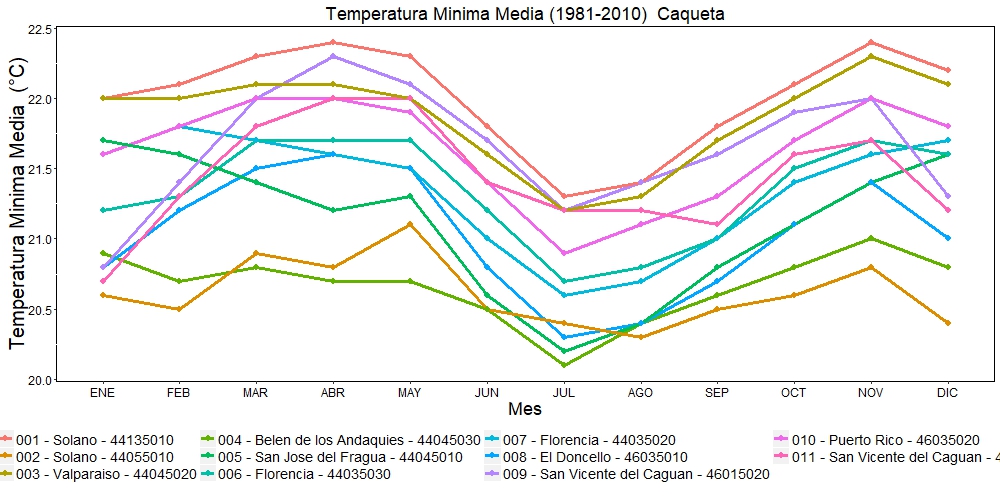 Temperatura Minima Media (1981-2010) Caqueta
Temperatura Minima Media (°C)
22.5
22.0
21.5
21.0
20.5
20.0
ENE FEB MAR ABR MAY JUN JUL AGO SEP OCT NOV DIC
Mes
001 - Solano - 44135010 004 - Belen de los Andaquies - 44045030 007 - Florencia - 44035020 010 - Puerto Rico - 46035020
002 - Solano - 44055010 005 - San Jose del Fragua - 44045010 008 - El Doncello - 46035010 011 - San Vicente del Caguan - 4
003 - Valparaiso - 44045020 006 - Florencia - 44035030 009 - San Vicente del Caguan - 46015020